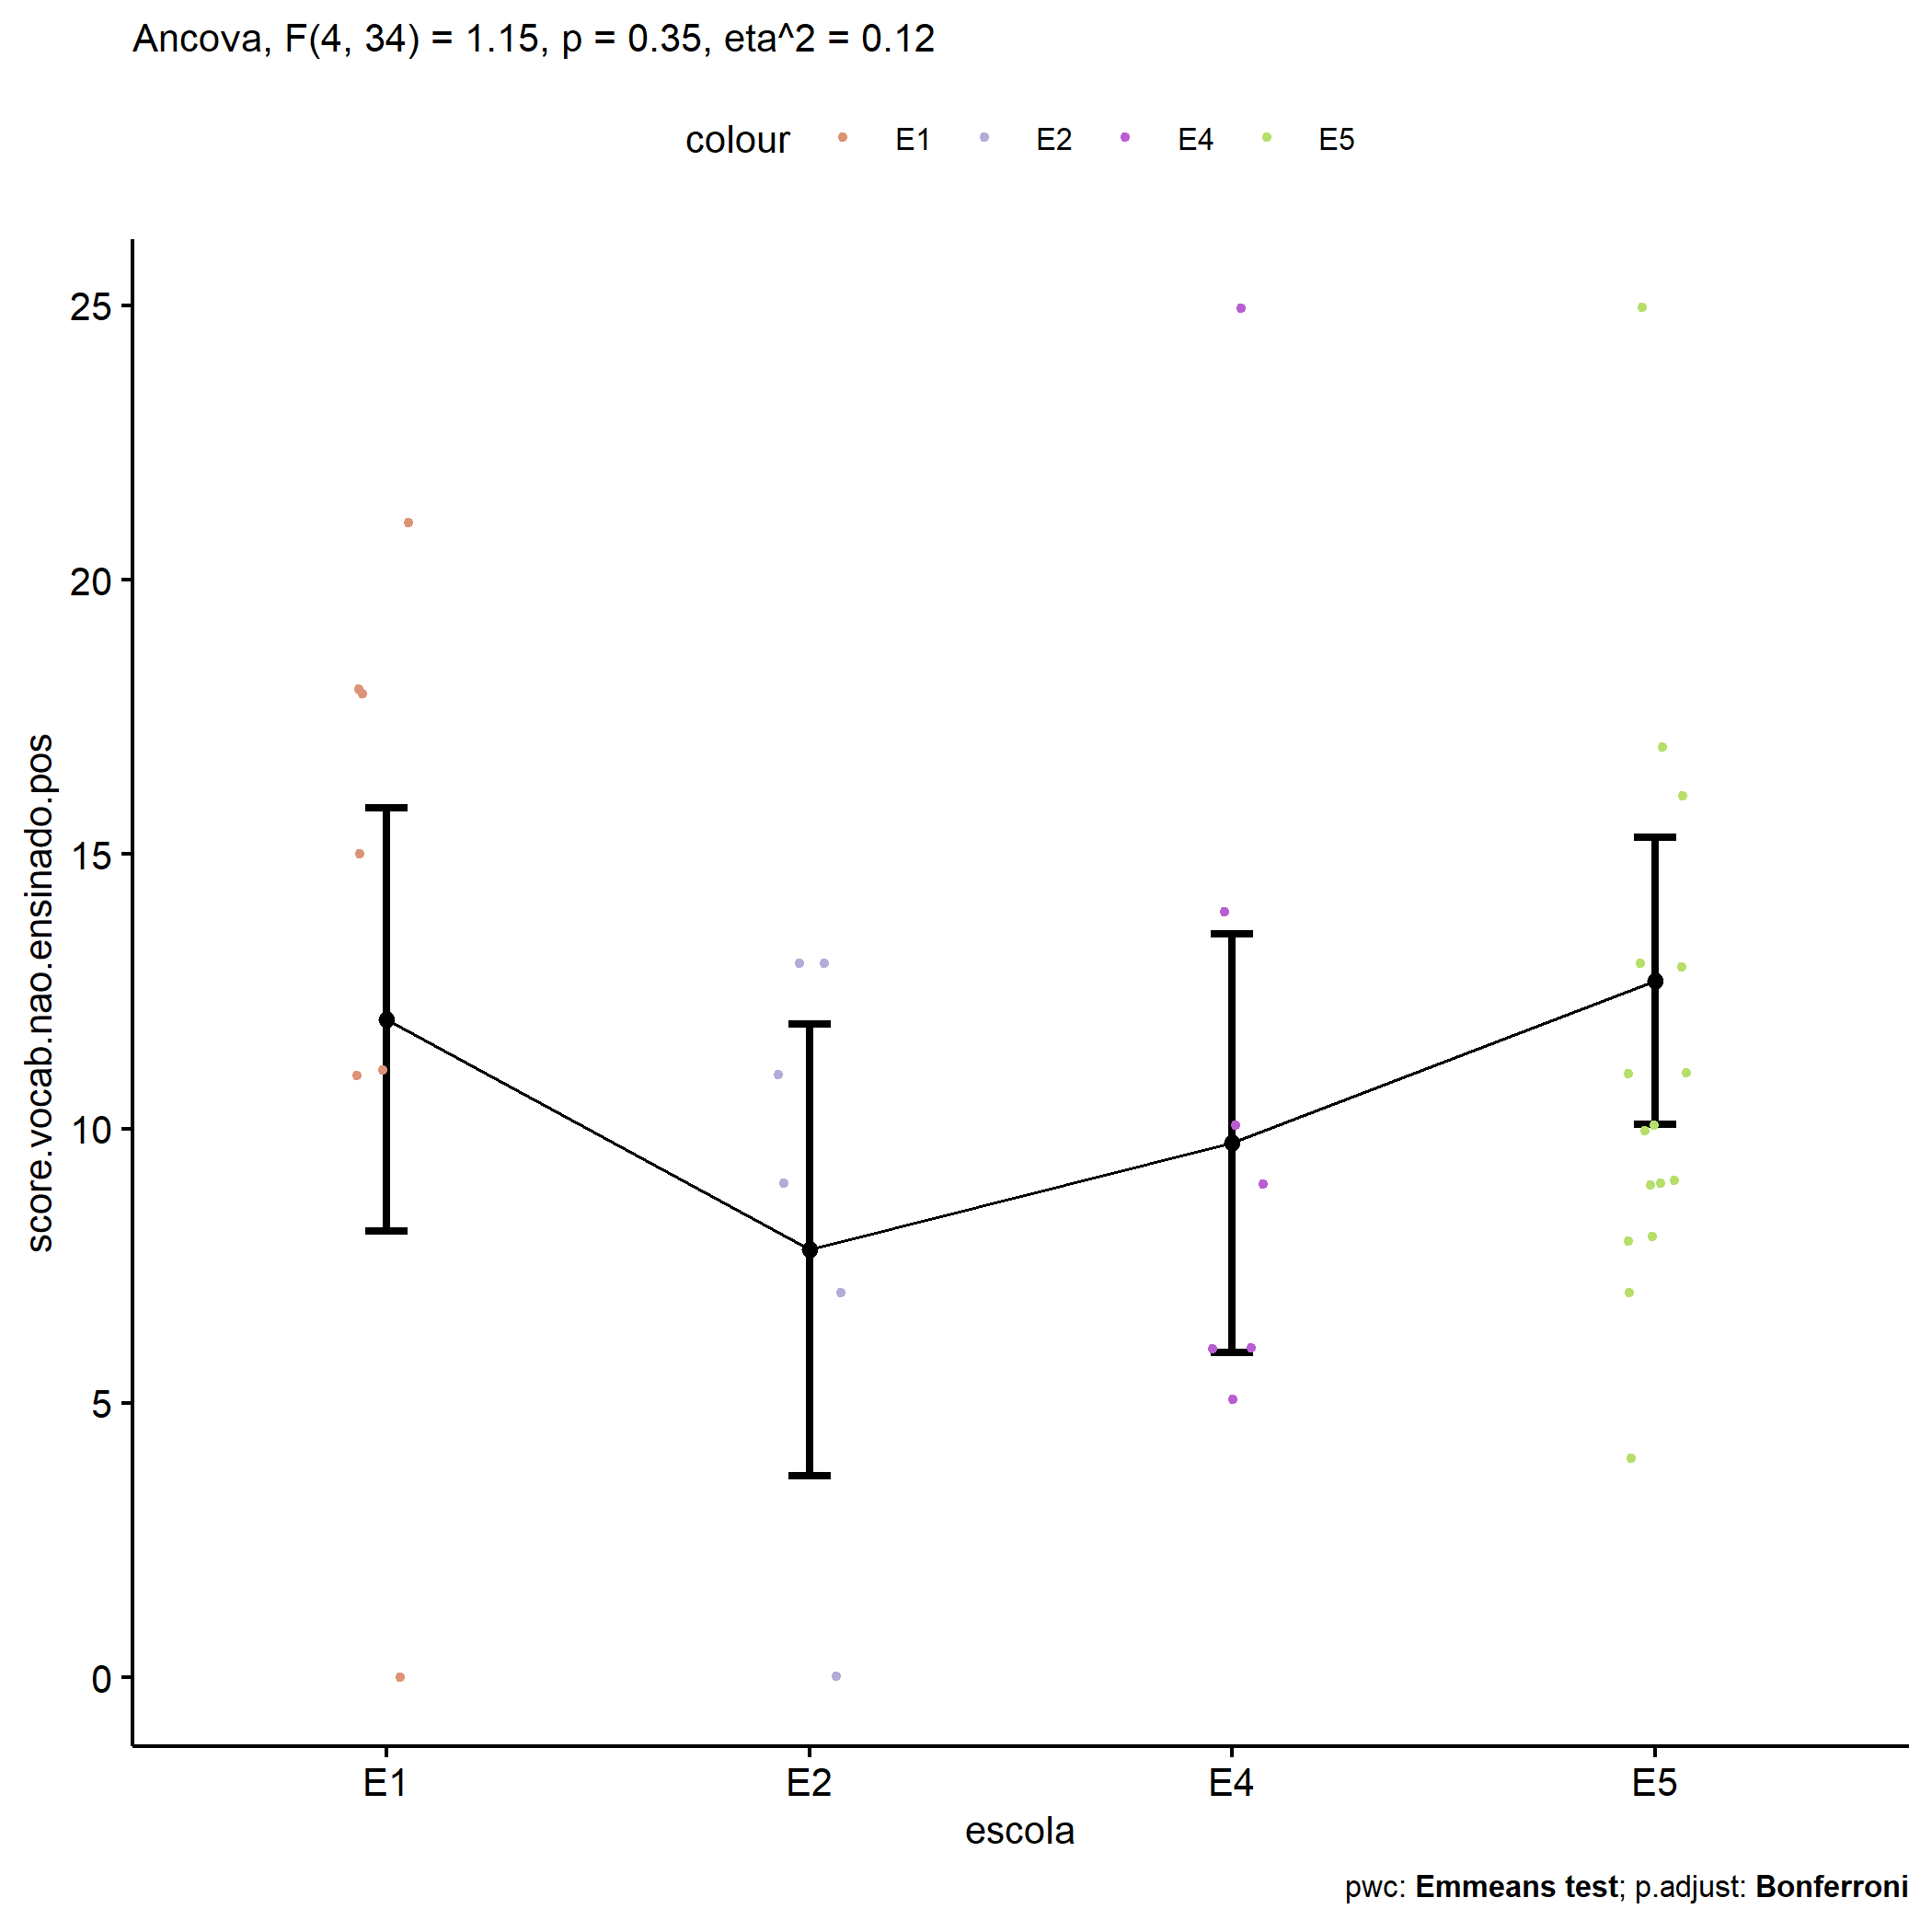 Ancova, F(4, 34) = 1.15, p = 0.35, eta^2 = 0.12
colour E1 E2 E4 E5
score.vocab.nao.ensinado.pos
25
20
15
10
5
0
E1 E2 E4 E5
escola
pwc: Emmeans test; p.adjust: Bonferroni